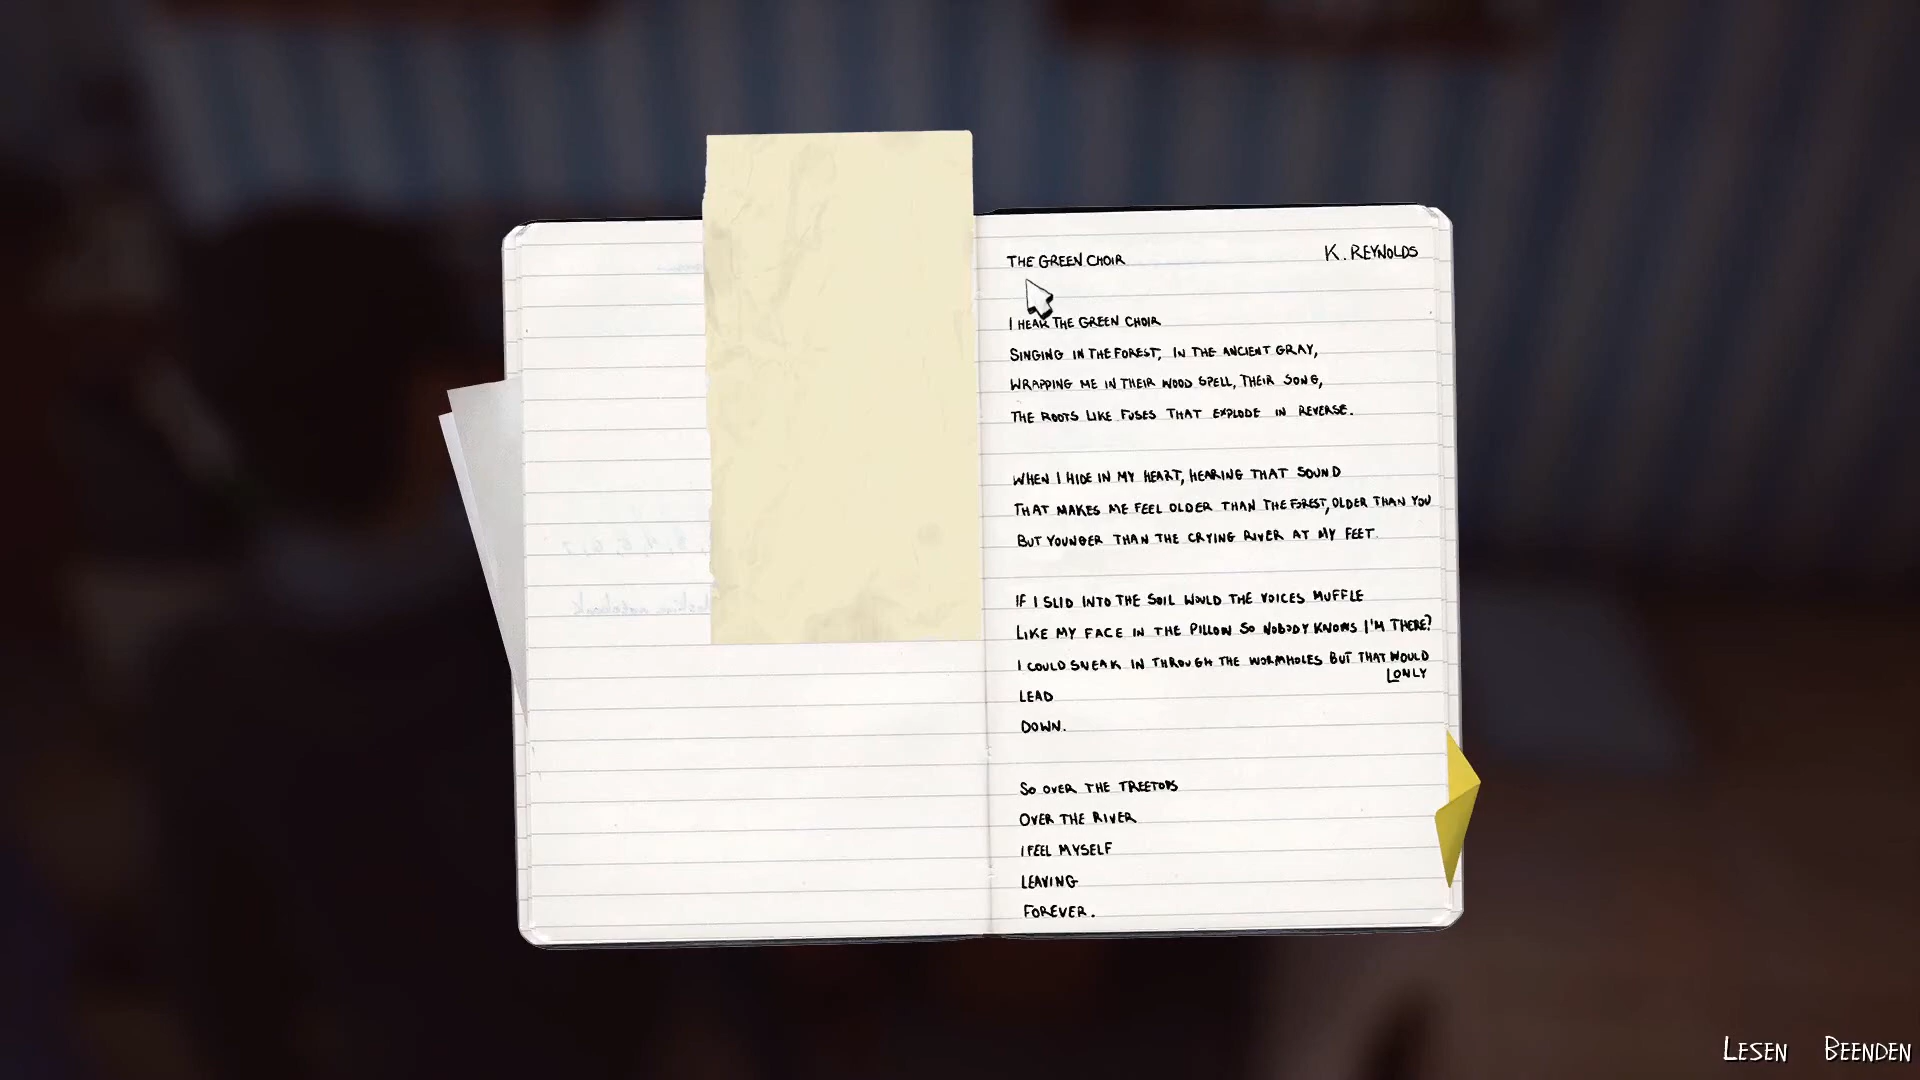 THE GREEN CHOIR
K. REYNOLDS
I HEAR THE GREEN CHOIR
SINGING IN THE FOREST, IN THE ANCIENT GRAY,
WRAPPING ME IN THEIR WOOD SPELL, THEIR SONG,
THE ROOTS LIKE FUSES THAT EXPLODE IN REVERSE.
WHEN I HIDE IN MY HEART, HEARING THAT SOUND
THAT MAKES ME FEEL OLDER THAN THE FOREST, OLDER THAN YOU
BUT YOUNGER THAN THE CRYING RIVER AT MY FEET.
IF I SLID INTO THE SOIL WOULD THE VOICES MUFFLE
LIKE MY FACE IN THE PILLOW SO NOBODY KNOWS I'M THERE?
I COULD SNEAK IN THROUGH THE WORMHOLES BUT THAT WOULD
ONLY
LEAD
DOWN.
SO OVER THE TREETOPS
OVER THE RIVER
I FEEL MYSELF
LEAVING
FOREVER.
LESEN BEENDEN